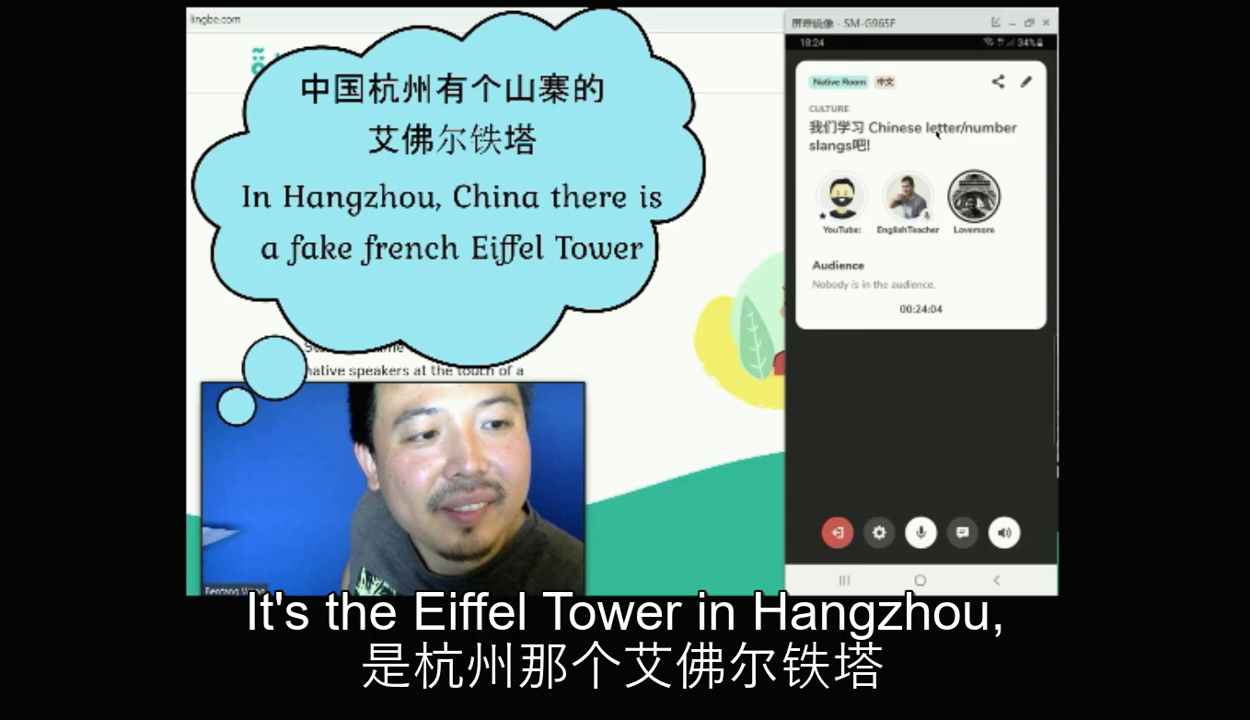 lingbe.com
中国杭州有个山寨的
艾佛尔铁塔
In Hangzhou, China there is
a fake french Eiffel Tower
native speakers at the touch of a
屏幕镜像 - SM-G965F
18:24
34%
Native Room 中文
CULTURE
我们学习 Chinese letter/number
slangs吧!
YouTube: EnglishTeacher Lovemore
Audience
Nobody is in the audience.
00:24:04
It's the Eiffel Tower in Hangzhou,
是杭州那个艾佛尔铁塔